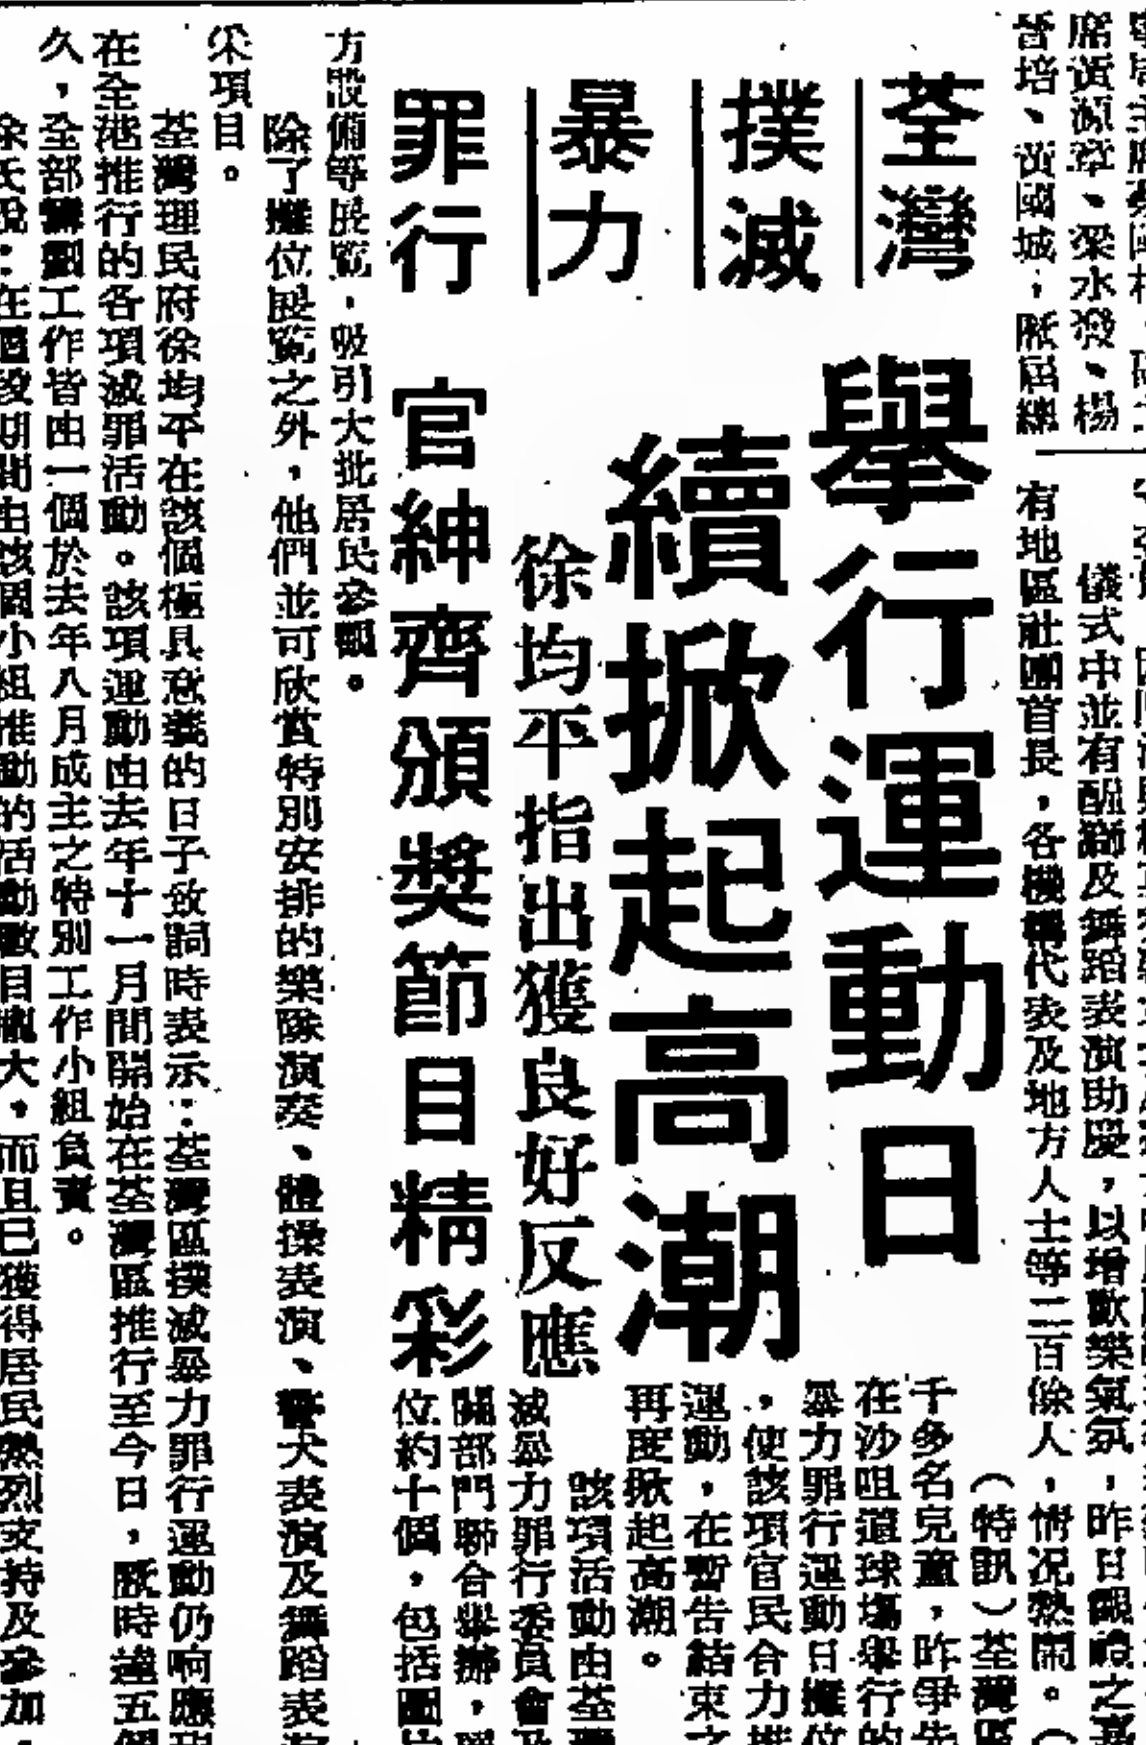 席黃源章、梁水發、楊
晉培、黃國城，歷屆總
儀式中並有醒獅及舞蹈表演助慶，以增歡樂氣氛，昨日觀禮之嘉
有地區社團首長，各機構代表及地方人士等二百餘人，情況熱鬧。（
荃灣
撲滅
暴力
罪行
舉行運動日
續掀起高潮
徐均平指出獲良好反應
官紳齊頒獎節目精彩
（特訊）荃灣區
千多名兒童，昨爭先
在沙咀道球場舉行的
暴力罪行運動日攤位
，使該項官民合力推
運動，在暫告結束之
再度掀起高潮。
該項活動由荃灣
滅暴力罪行委員會及
關部門聯合舉辦，
位約十個，包括圖片
方設備等展覽，吸引大批居民參觀。
除了攤位展覽之外，他們並可欣賞特別安排的樂隊演奏、體操表演、警犬表演及舞蹈表演
采項目。
荃灣理民府徐均平在該個極具意義的日子致詞時表示：荃灣區撲滅暴力罪行運動仍响應
在全港推行的各項滅罪活動。該項運動由去年十一月間開始在荃灣區推行至今日，歷時達五個
久，全部籌劃工作皆由一個於去年八月成主之特別工作小組負責。
余氏說：在這段期間由該個小組推動的活動數目龐大，而且已獲得居民熱烈支持及參加，